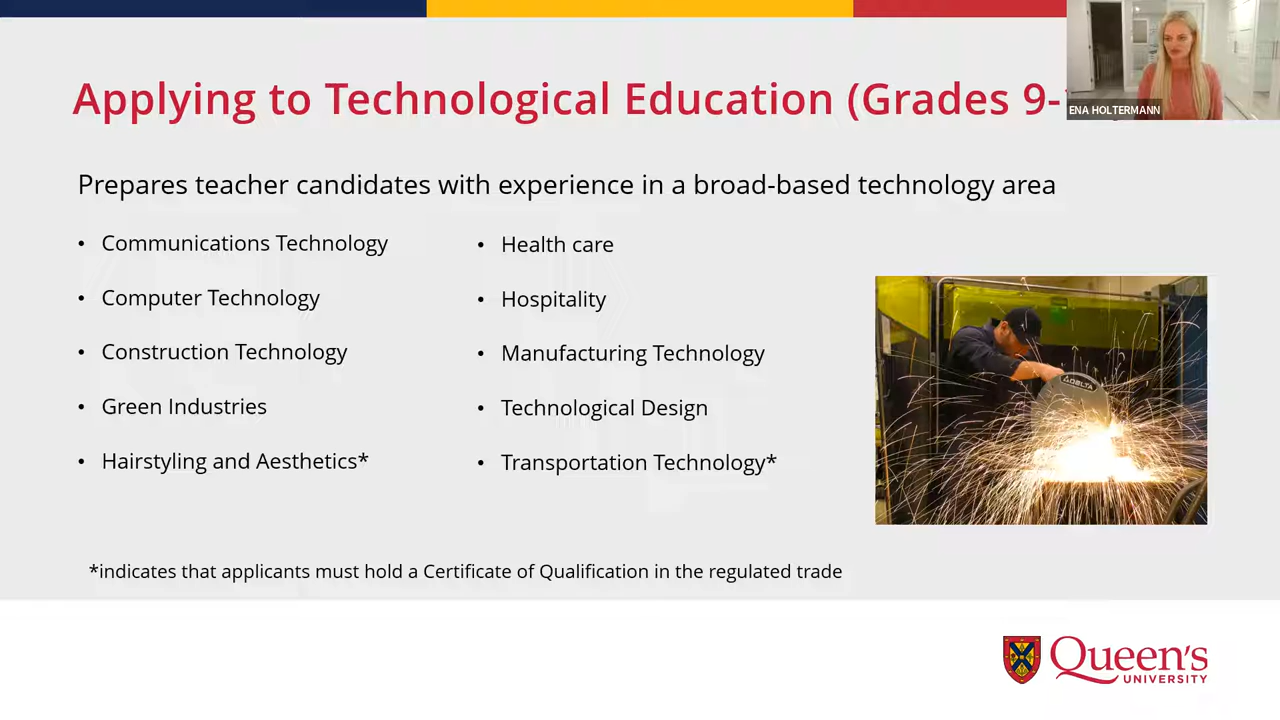 Applying to Technological Education (Grades 9-
ENA HOLTERMANN
Prepares teacher candidates with experience in a broad-based technology area
• Communications Technology
• Computer Technology
• Construction Technology
• Green Industries
• Hairstyling and Aesthetics*
• Health care
• Hospitality
• Manufacturing Technology
• Technological Design
• Transportation Technology*
DELTA
*indicates that applicants must hold a Certificate of Qualification in the regulated trade
Queen's
UNIVERSITY